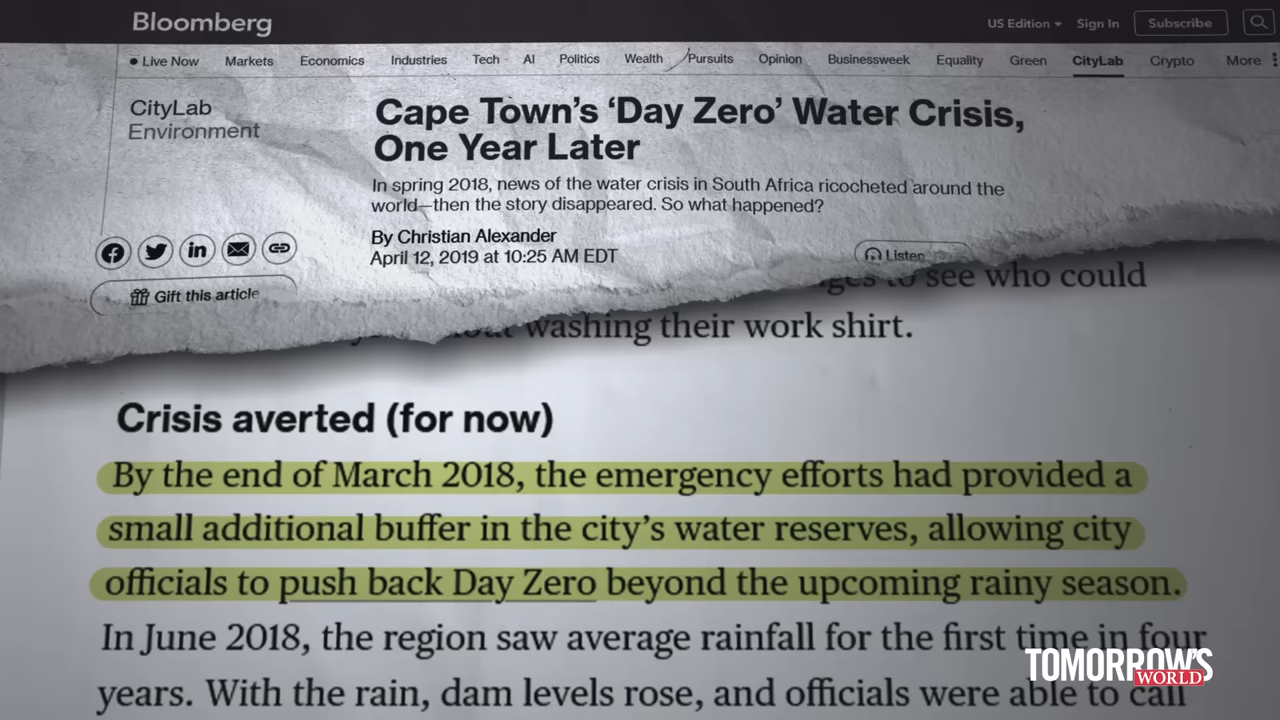 Bloomberg
US Edition Sign In Subscribe
Live Now Markets Economics Industries Tech AI Politics Wealth Pursuits Opinion Businessweek Equality Green CityLab Crypto More
CityLab
Environment
Cape Town’s ‘Day Zero’ Water Crisis,
One Year Later
In spring 2018, news of the water crisis in South Africa ricocheted around the
world—then the story disappeared. So what happened?
By Christian Alexander
April 12, 2019 at 10:25 AM EDT
Listen
Gift this article
to see who could
washing their work shirt.
Crisis averted (for now)
By the end of March 2018, the emergency efforts had provided a
small additional buffer in the city’s water reserves, allowing city
officials to push back Day Zero beyond the upcoming rainy season.
In June 2018, the region saw average rainfall for the first time in four
years. With the rain, dam levels rose, and officials were able to call
TOMORROW'S
WORLD